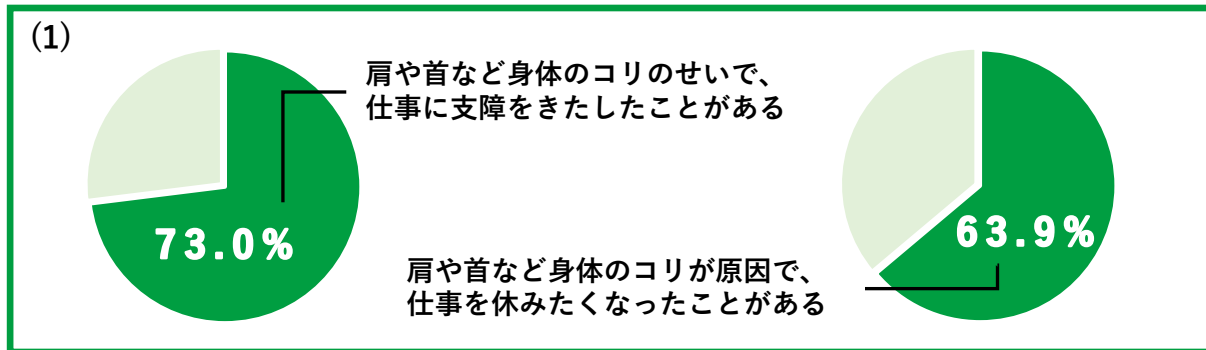 (1)
肩や首など身体のコリのせいで、
仕事に支障をきたしたことがある
73.0%
63.9%
肩や首など身体のコリが原因で、
仕事を休みたくなったことがある